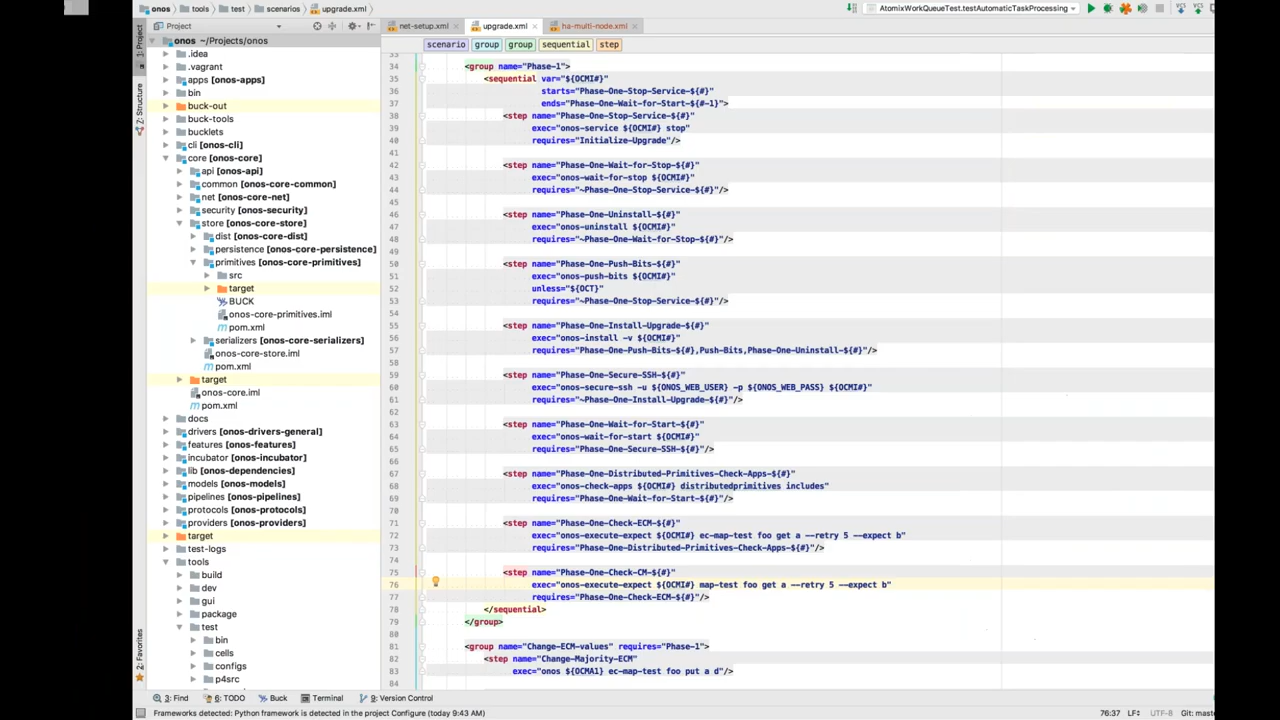 onos tools test scenarios upgrade.xml
AtomixWorkQueueTest.testAutomaticTaskProcessing
Project
net-setup.xml upgrade.xml ha-multi-node.xml
scenario group group sequential step
1: Project
Z: Structure
2: Favorites
onos ~/Projects/onos
.idea
.vagrant
apps [onos-apps]
bin
buck-out
buck-tools
bucklets
cli [onos-cli]
core [onos-core]
api [onos-api]
common [onos-core-common]
net [onos-core-net]
security [onos-security]
store [onos-core-store]
dist [onos-core-dist]
persistence [onos-core-persistence]
primitives [onos-core-primitives]
src
target
BUCK
onos-core-primitives.iml
pom.xml
serializers [onos-core-serializers]
onos-core-store.iml
pom.xml
target
onos-core.iml
pom.xml
docs
drivers [onos-drivers-general]
features [onos-features]
incubator [onos-incubator]
lib [onos-dependencies]
models [onos-models]
pipelines [onos-pipelines]
protocols [onos-protocols]
providers [onos-providers]
target
test-logs
tools
build
dev
gui
package
test
bin
cells
configs
p4src
33
34 <group name="Phase-1">
35 <sequential var="${OCMI#}"
36 starts="Phase-One-Stop-Service-${#}"
37 ends="Phase-One-Wait-for-Start-${#-1}">
38 <step name="Phase-One-Stop-Service-${#}"
39 exec="onos-service ${OCMI#} stop"
40 requires="Initialize-Upgrade"/>
41
42 <step name="Phase-One-Wait-for-Stop-${#}"
43 exec="onos-wait-for-stop ${OCMI#}"
44 requires="~Phase-One-Stop-Service-${#}"/>
45
46 <step name="Phase-One-Uninstall-${#}"
47 exec="onos-uninstall ${OCMI#}"
48 requires="~Phase-One-Wait-for-Stop-${#}"/>
49
50 <step name="Phase-One-Push-Bits-${#}"
51 exec="onos-push-bits ${OCMI#}"
52 unless="${OCT}"
53 requires="~Phase-One-Stop-Service-${#}"/>
54
55 <step name="Phase-One-Install-Upgrade-${#}"
56 exec="onos-install -v ${OCMI#}"
57 requires="Phase-One-Push-Bits-${#},Push-Bits,Phase-One-Uninstall-${#}"/>
58
59 <step name="Phase-One-Secure-SSH-${#}"
60 exec="onos-secure-ssh -u ${ONOS_WEB_USER} -p ${ONOS_WEB_PASS} ${OCMI#}"
61 requires="~Phase-One-Install-Upgrade-${#}"/>
62
63 <step name="Phase-One-Wait-for-Start-${#}"
64 exec="onos-wait-for-start ${OCMI#}"
65 requires="Phase-One-Secure-SSH-${#}"/>
66
67 <step name="Phase-One-Distributed-Primitives-Check-Apps-${#}"
68 exec="onos-check-apps ${OCMI#} distributedprimitives includes"
69 requires="Phase-One-Wait-for-Start-${#}"/>
70
71 <step name="Phase-One-Check-ECM-${#}"
72 exec="onos-execute-expect ${OCMI#} ec-map-test foo get a --retry 5 --expect b"
73 requires="Phase-One-Distributed-Primitives-Check-Apps-${#}"/>
74
75 <step name="Phase-One-Check-CM-${#}"
76 exec="onos-execute-expect ${OCMI#} map-test foo get a --retry 5 --expect b"
77 requires="Phase-One-Check-ECM-${#}"/>
78 </sequential>
79 </group>
80
81 <group name="Change-ECM-values" requires="Phase-1">
82 <step name="Change-Majority-ECM"
83 exec="onos ${OCMA1} ec-map-test foo put a d"/>
84
3: Find 6: TODO Buck Terminal 9: Version Control
Frameworks detected: Python framework is detected in the project Configure (today 9:43 AM)
76:37 LF÷ UTF-8 Git: mas